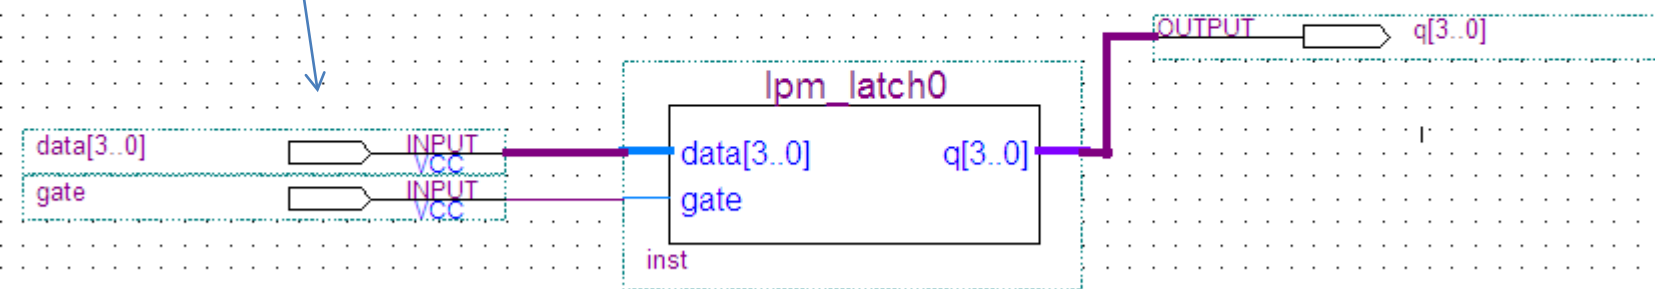 OUTPUT q[3..0]
lpm_latch0
data[3..0] INPUT
VCC
data[3..0] q[3..0]
gate INPUT
VCC
gate
inst